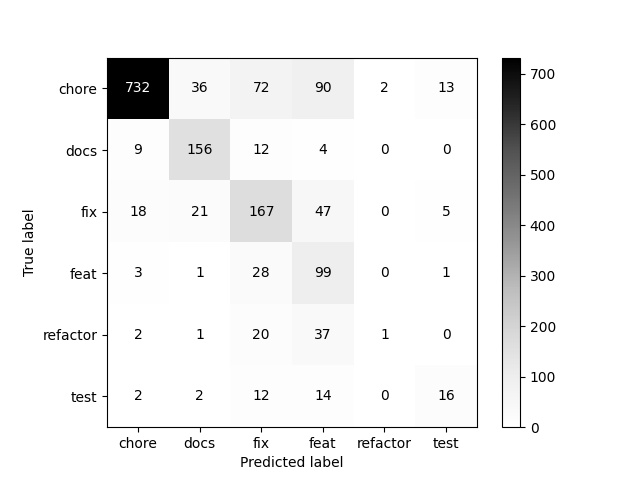 chore 732 36 72 90 2 13
docs 9 156 12 4 0 0
fix 18 21 167 47 0 5
feat 3 1 28 99 0 1
refactor 2 1 20 37 1 0
test 2 2 12 14 0 16
chore docs fix feat refactor test
Predicted label
True label
700
600
500
400
300
200
100
0